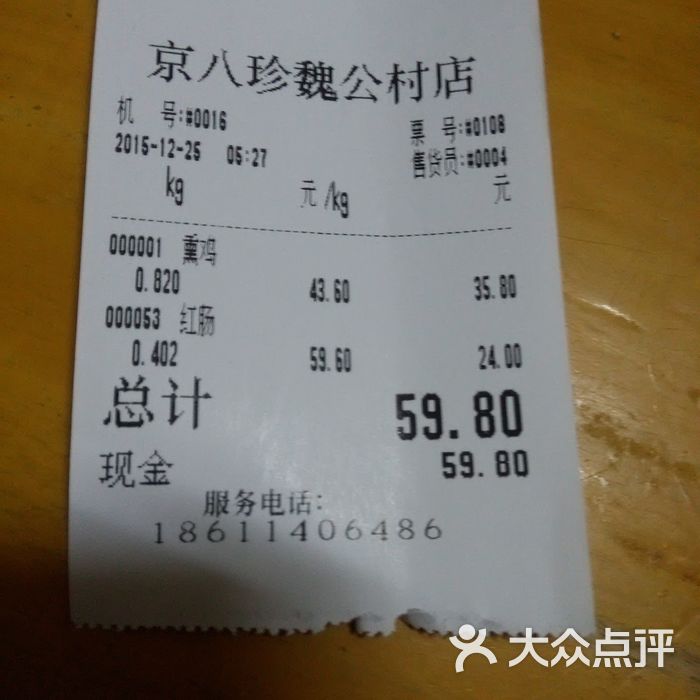 京八珍魏公村店
机 号:#0016 票 号:#0108
2015-12-25 05:27 售货员:#0004
kg 元/kg 元
000001 熏鸡
0.820 43.60 35.80
000053 红肠
0.402 59.60 24.00
总计 59.80
现金 59.80
服务电话:
18611406486
大众点评